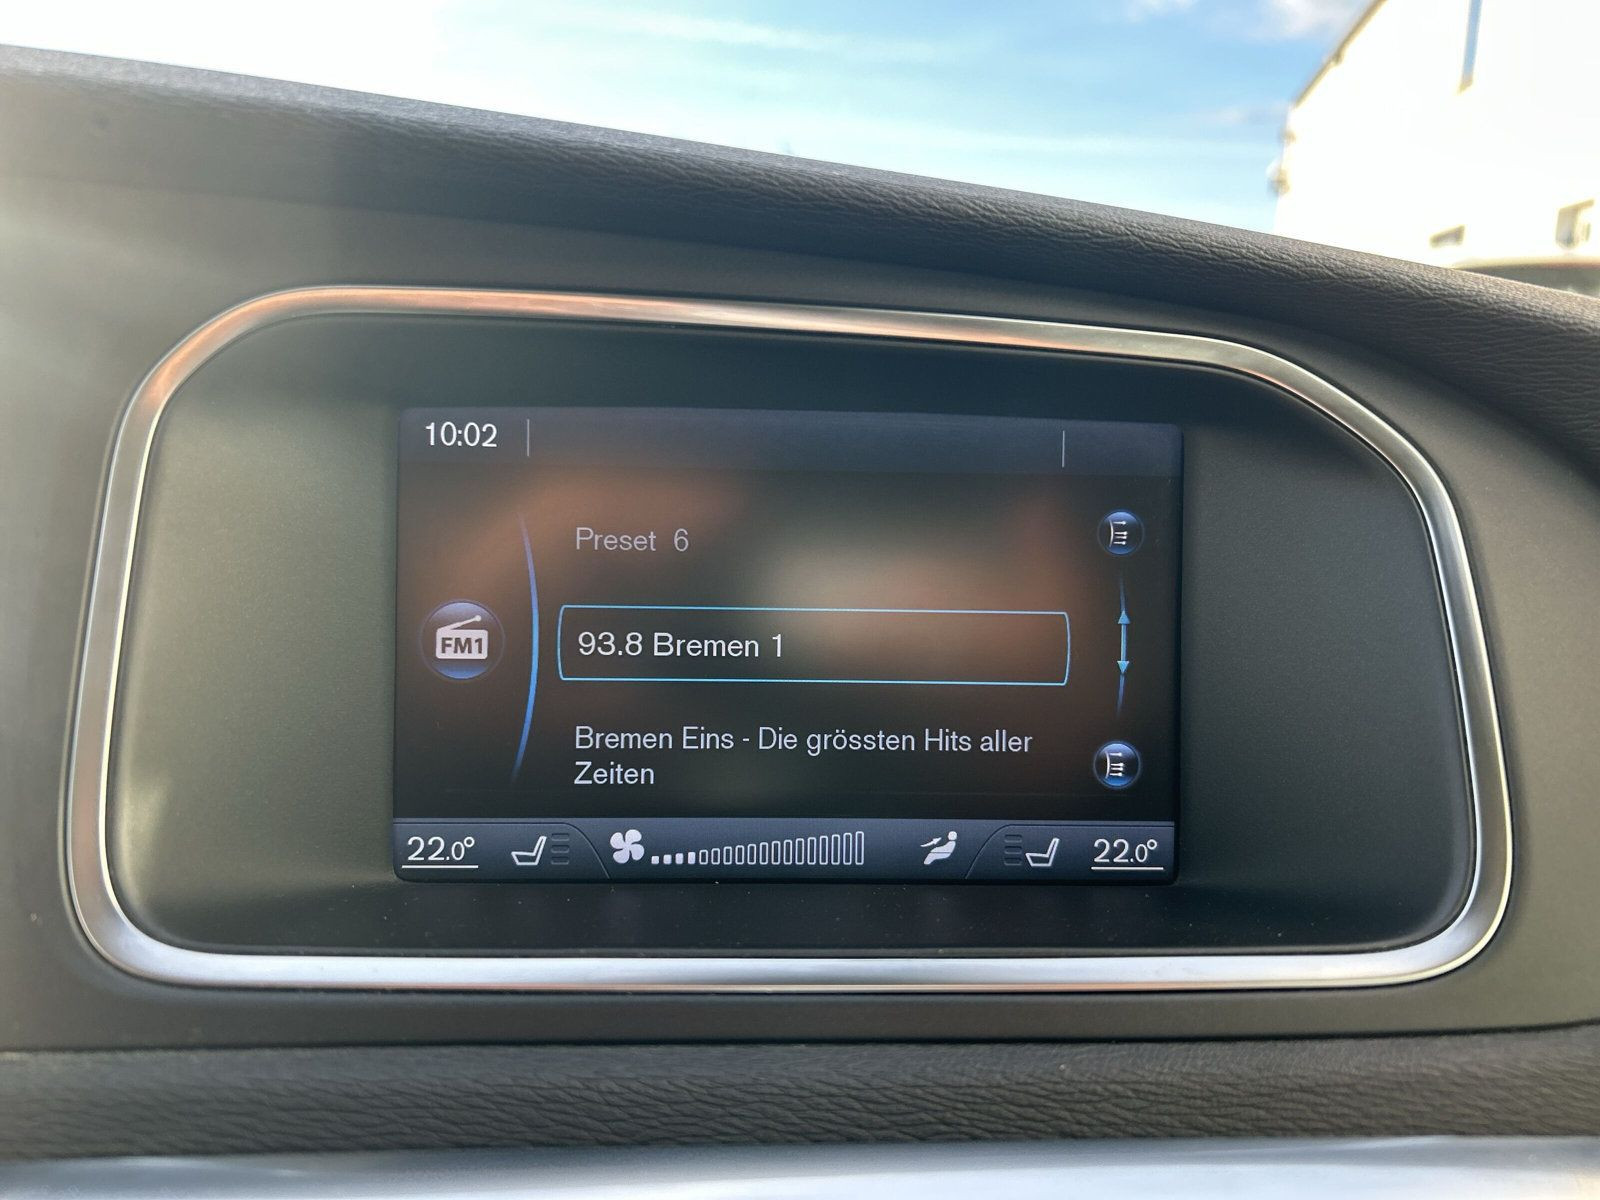 10:02
Preset 6
FM1
93.8 Bremen 1
Bremen Eins - Die grössten Hits aller
Zeiten
22.0° 22.0°